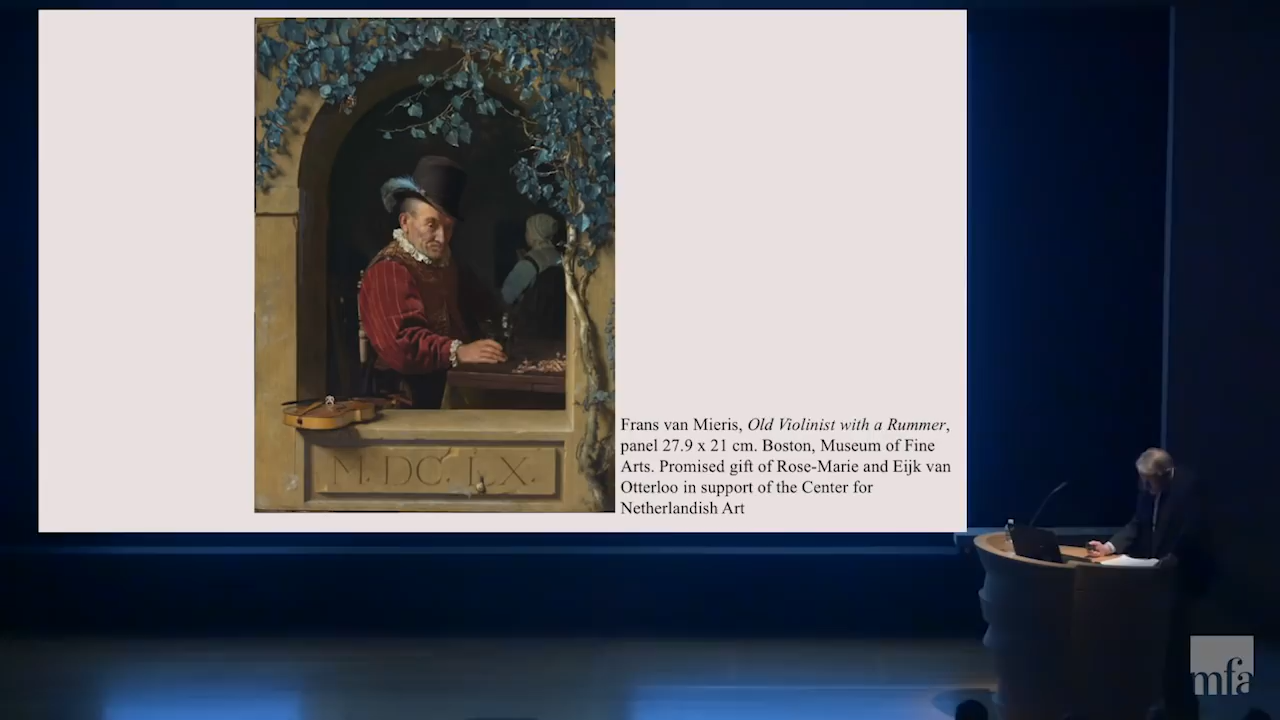 M.DC.LX.
Frans van Mieris, Old Violinist with a Rummer,
panel 27.9 x 21 cm. Boston, Museum of Fine
Arts. Promised gift of Rose-Marie and Eijk van
Otterloo in support of the Center for
Netherlandish Art
mfa